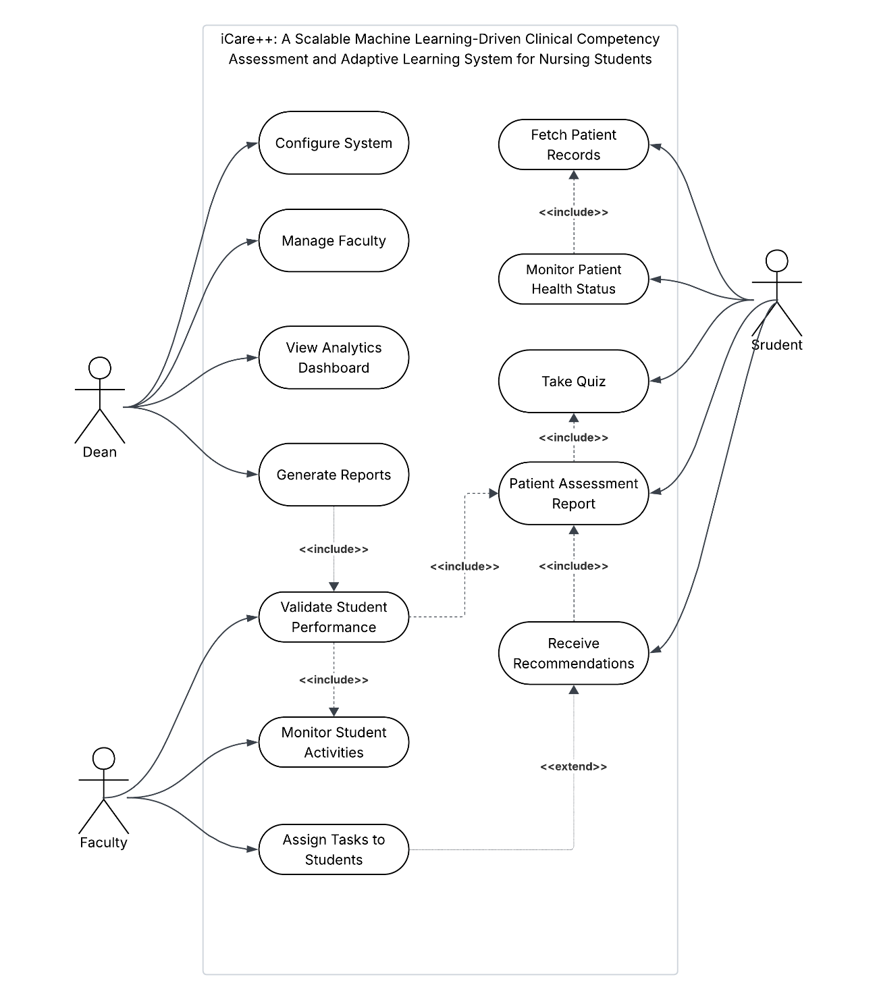 iCare++: A Scalable Machine Learning-Driven Clinical Competency
Assessment and Adaptive Learning System for Nursing Students
Configure System
Fetch Patient
Records
<<include>>
Manage Faculty
Monitor Patient
Health Status
Srudent
View Analytics
Dashboard
Take Quiz
<<include>>
Dean
Generate Reports
Patient Assessment
Report
<<include>>
<<include>>
<<include>>
Validate Student
Performance
Receive
Recommendations
<<include>>
Monitor Student
Activities
<<extend>>
Faculty
Assign Tasks to
Students